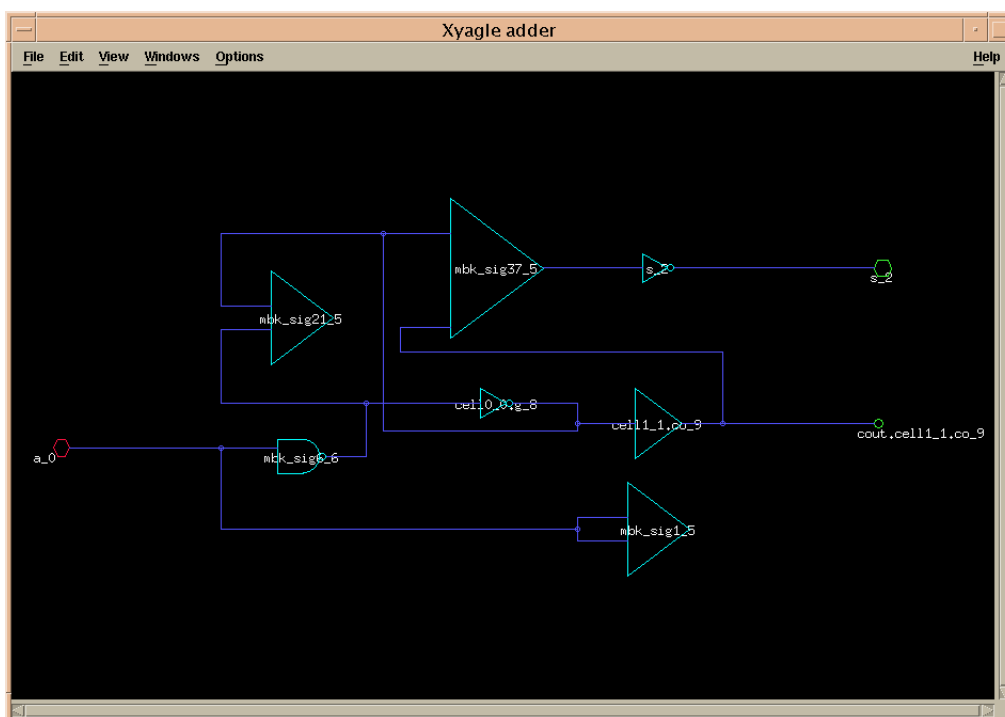 Xyagle adder
File Edit View Windows Options Help
mbk_sig37_5
s_2
s_2
mbk_sig21_5
cell0_0.g_8
cell1_1.co_9
cout.cell1_1.co_9
a_0
mbk_sig6_6
mbk_sig1_5